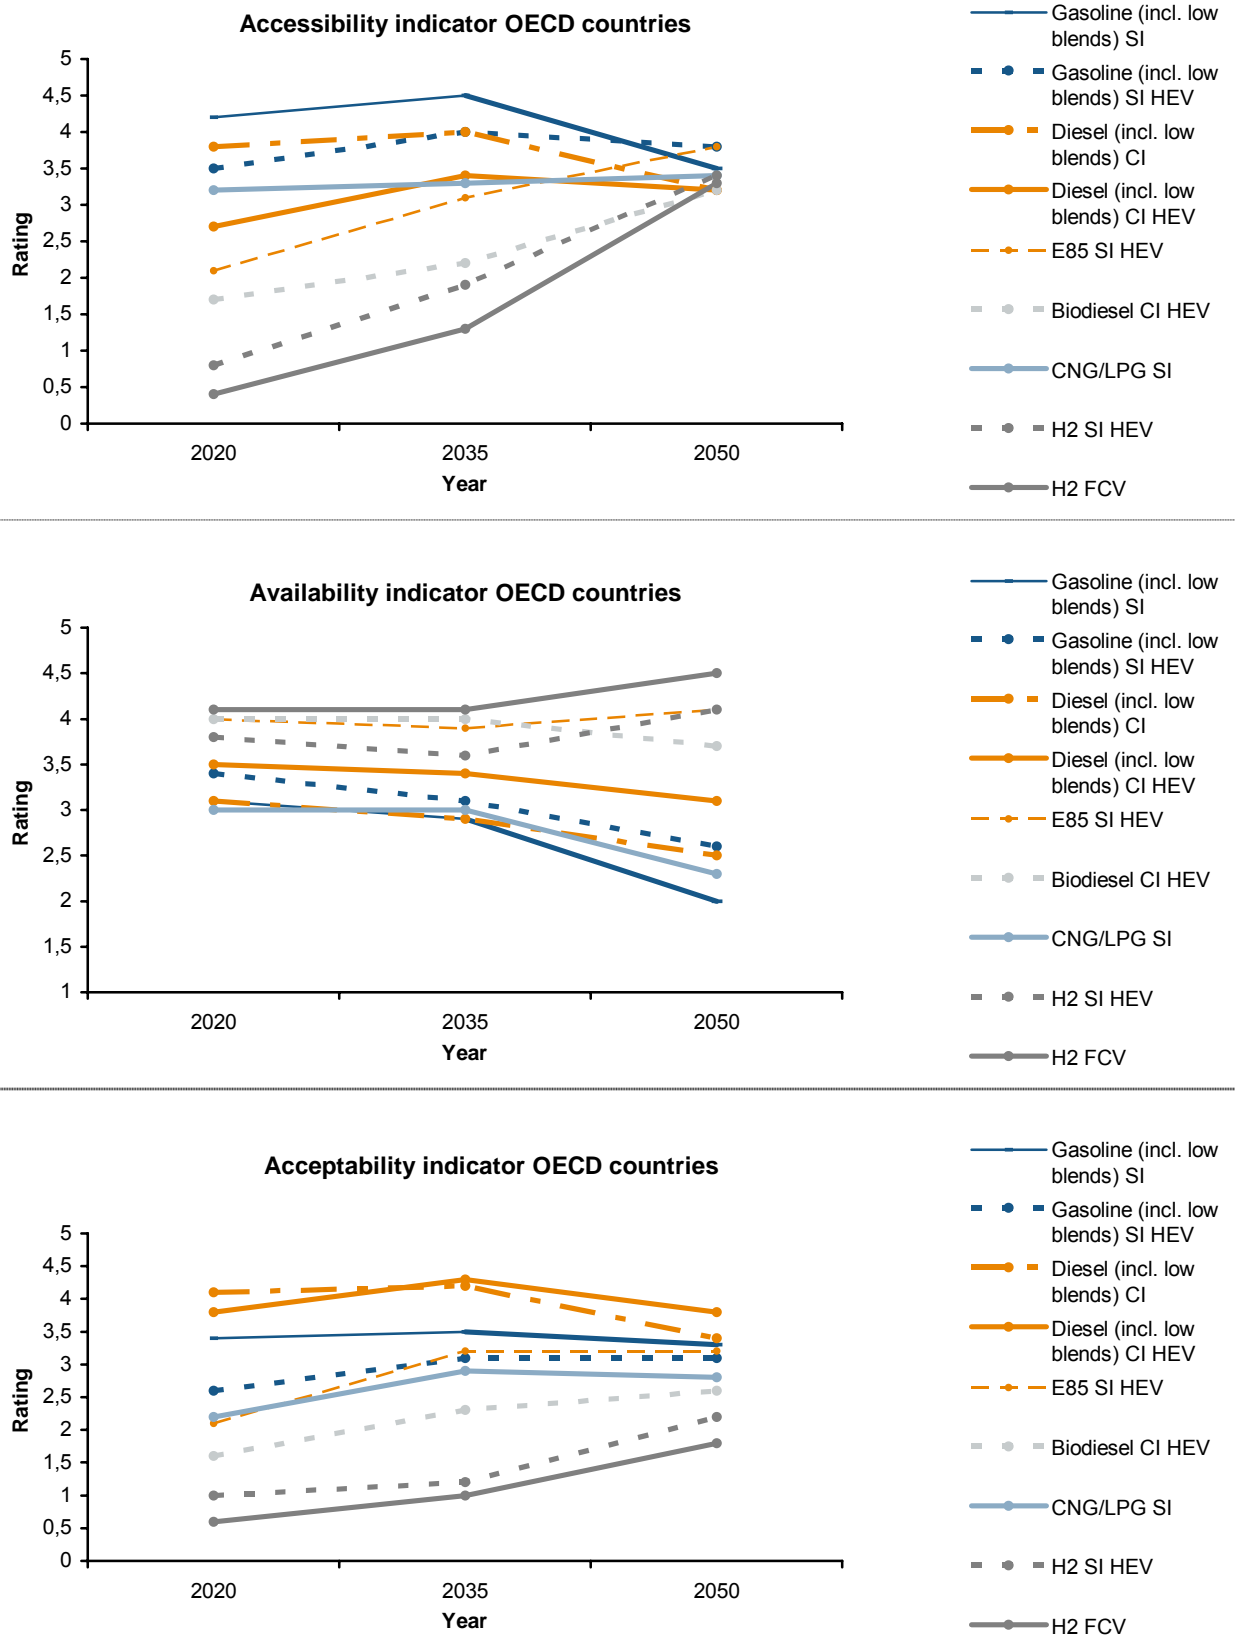 Accessibility indicator OECD countries
5
4,5
4
3,5
3
2,5
2
1,5
1
0,5
0
Rating
2020
2035
2050
Year
Gasoline (incl. low
blends) SI
Gasoline (incl. low
blends) SI HEV
Diesel (incl. low
blends) CI
Diesel (incl. low
blends) CI HEV
E85 SI HEV
Biodiesel CI HEV
CNG/LPG SI
H2 SI HEV
H2 FCV
Availability indicator OECD countries
5
4,5
4
3,5
3
2,5
2
1,5
1
Rating
2020
2035
2050
Year
Gasoline (incl. low
blends) SI
Gasoline (incl. low
blends) SI HEV
Diesel (incl. low
blends) CI
Diesel (incl. low
blends) CI HEV
E85 SI HEV
Biodiesel CI HEV
CNG/LPG SI
H2 SI HEV
H2 FCV
Acceptability indicator OECD countries
5
4,5
4
3,5
3
2,5
2
1,5
1
0,5
0
Rating
2020
2035
2050
Year
Gasoline (incl. low
blends) SI
Gasoline (incl. low
blends) SI HEV
Diesel (incl. low
blends) CI
Diesel (incl. low
blends) CI HEV
E85 SI HEV
Biodiesel CI HEV
CNG/LPG SI
H2 SI HEV
H2 FCV